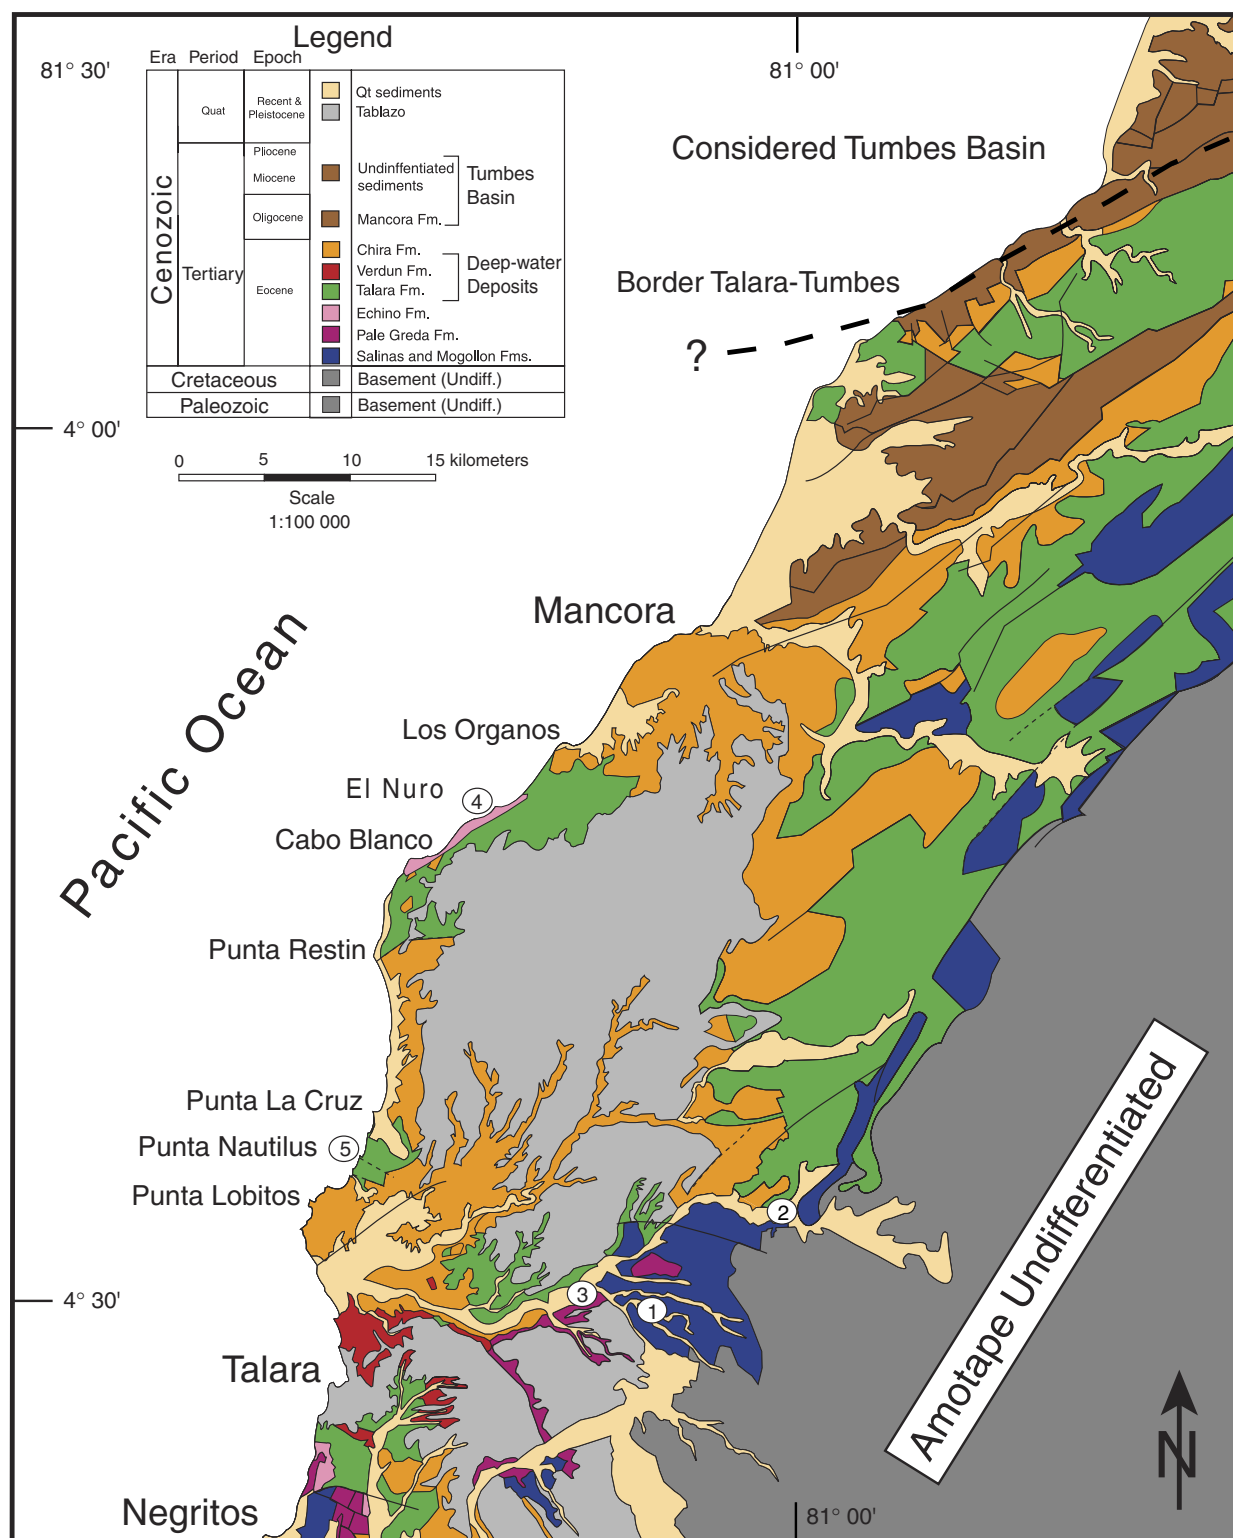 Legend
Era Period Epoch
81° 30'
81° 00'
Qt sediments
Quat
Recent &
Pleistocene
Tablazo
Pliocene
Miocene
Undinffentiated
sediments
Tumbes
Basin
Oligocene
Mancora Fm.
Cenozoic
Tertiary
Eocene
Chira Fm.
Verdun Fm.
Talara Fm.
Deep-water
Deposits
Echino Fm.
Pale Greda Fm.
Salinas and Mogollon Fms.
Cretaceous
Basement (Undiff.)
Paleozoic
Basement (Undiff.)
Considered Tumbes Basin
Border Talara-Tumbes
?
4° 00'
0 5 10 15 kilometers
Scale
1:100 000
Mancora
Pacific Ocean
Los Organos
El Nuro 4
Cabo Blanco
Punta Restin
Punta La Cruz
Punta Nautilus 5
Punta Lobitos
2
3
1
4° 30'
Talara
Amotape Undifferentiated
N
Negritos
81° 00'